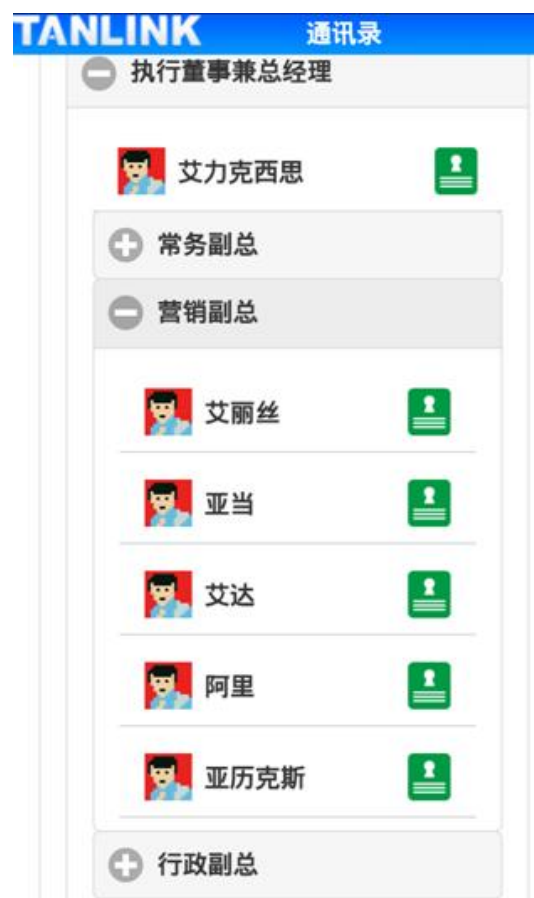 TANLINK 通讯录
执行董事兼总经理
艾力克西思
常务副总
营销副总
艾丽丝
亚当
艾达
阿里
亚历克斯
行政副总